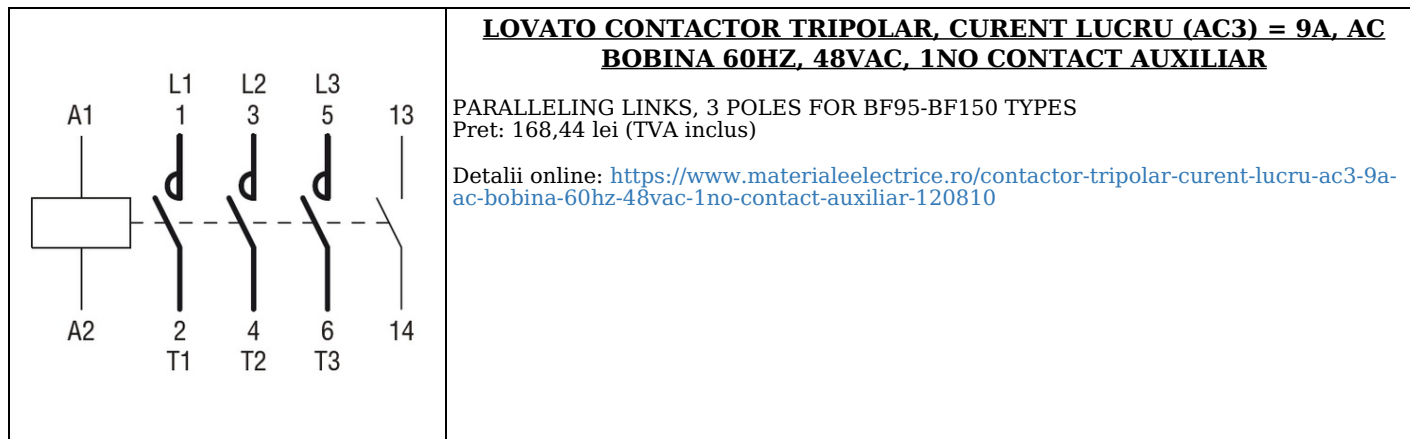 L1 L2 L3
A1 1 3 5 13
A2 2 4 6 14
T1 T2 T3
LOVATO CONTACTOR TRIPOLAR, CURENT LUCRU (AC3) = 9A, AC
BOBINA 60HZ, 48VAC, 1NO CONTACT AUXILIAR
PARALLELING LINKS, 3 POLES FOR BF95-BF150 TYPES
Pret: 168,44 lei (TVA inclus)
Detalii online: https://www.materialeelectrice.ro/contactor-tripolar-curent-lucru-ac3-9a-
ac-bobina-60hz-48vac-1no-contact-auxiliar-120810